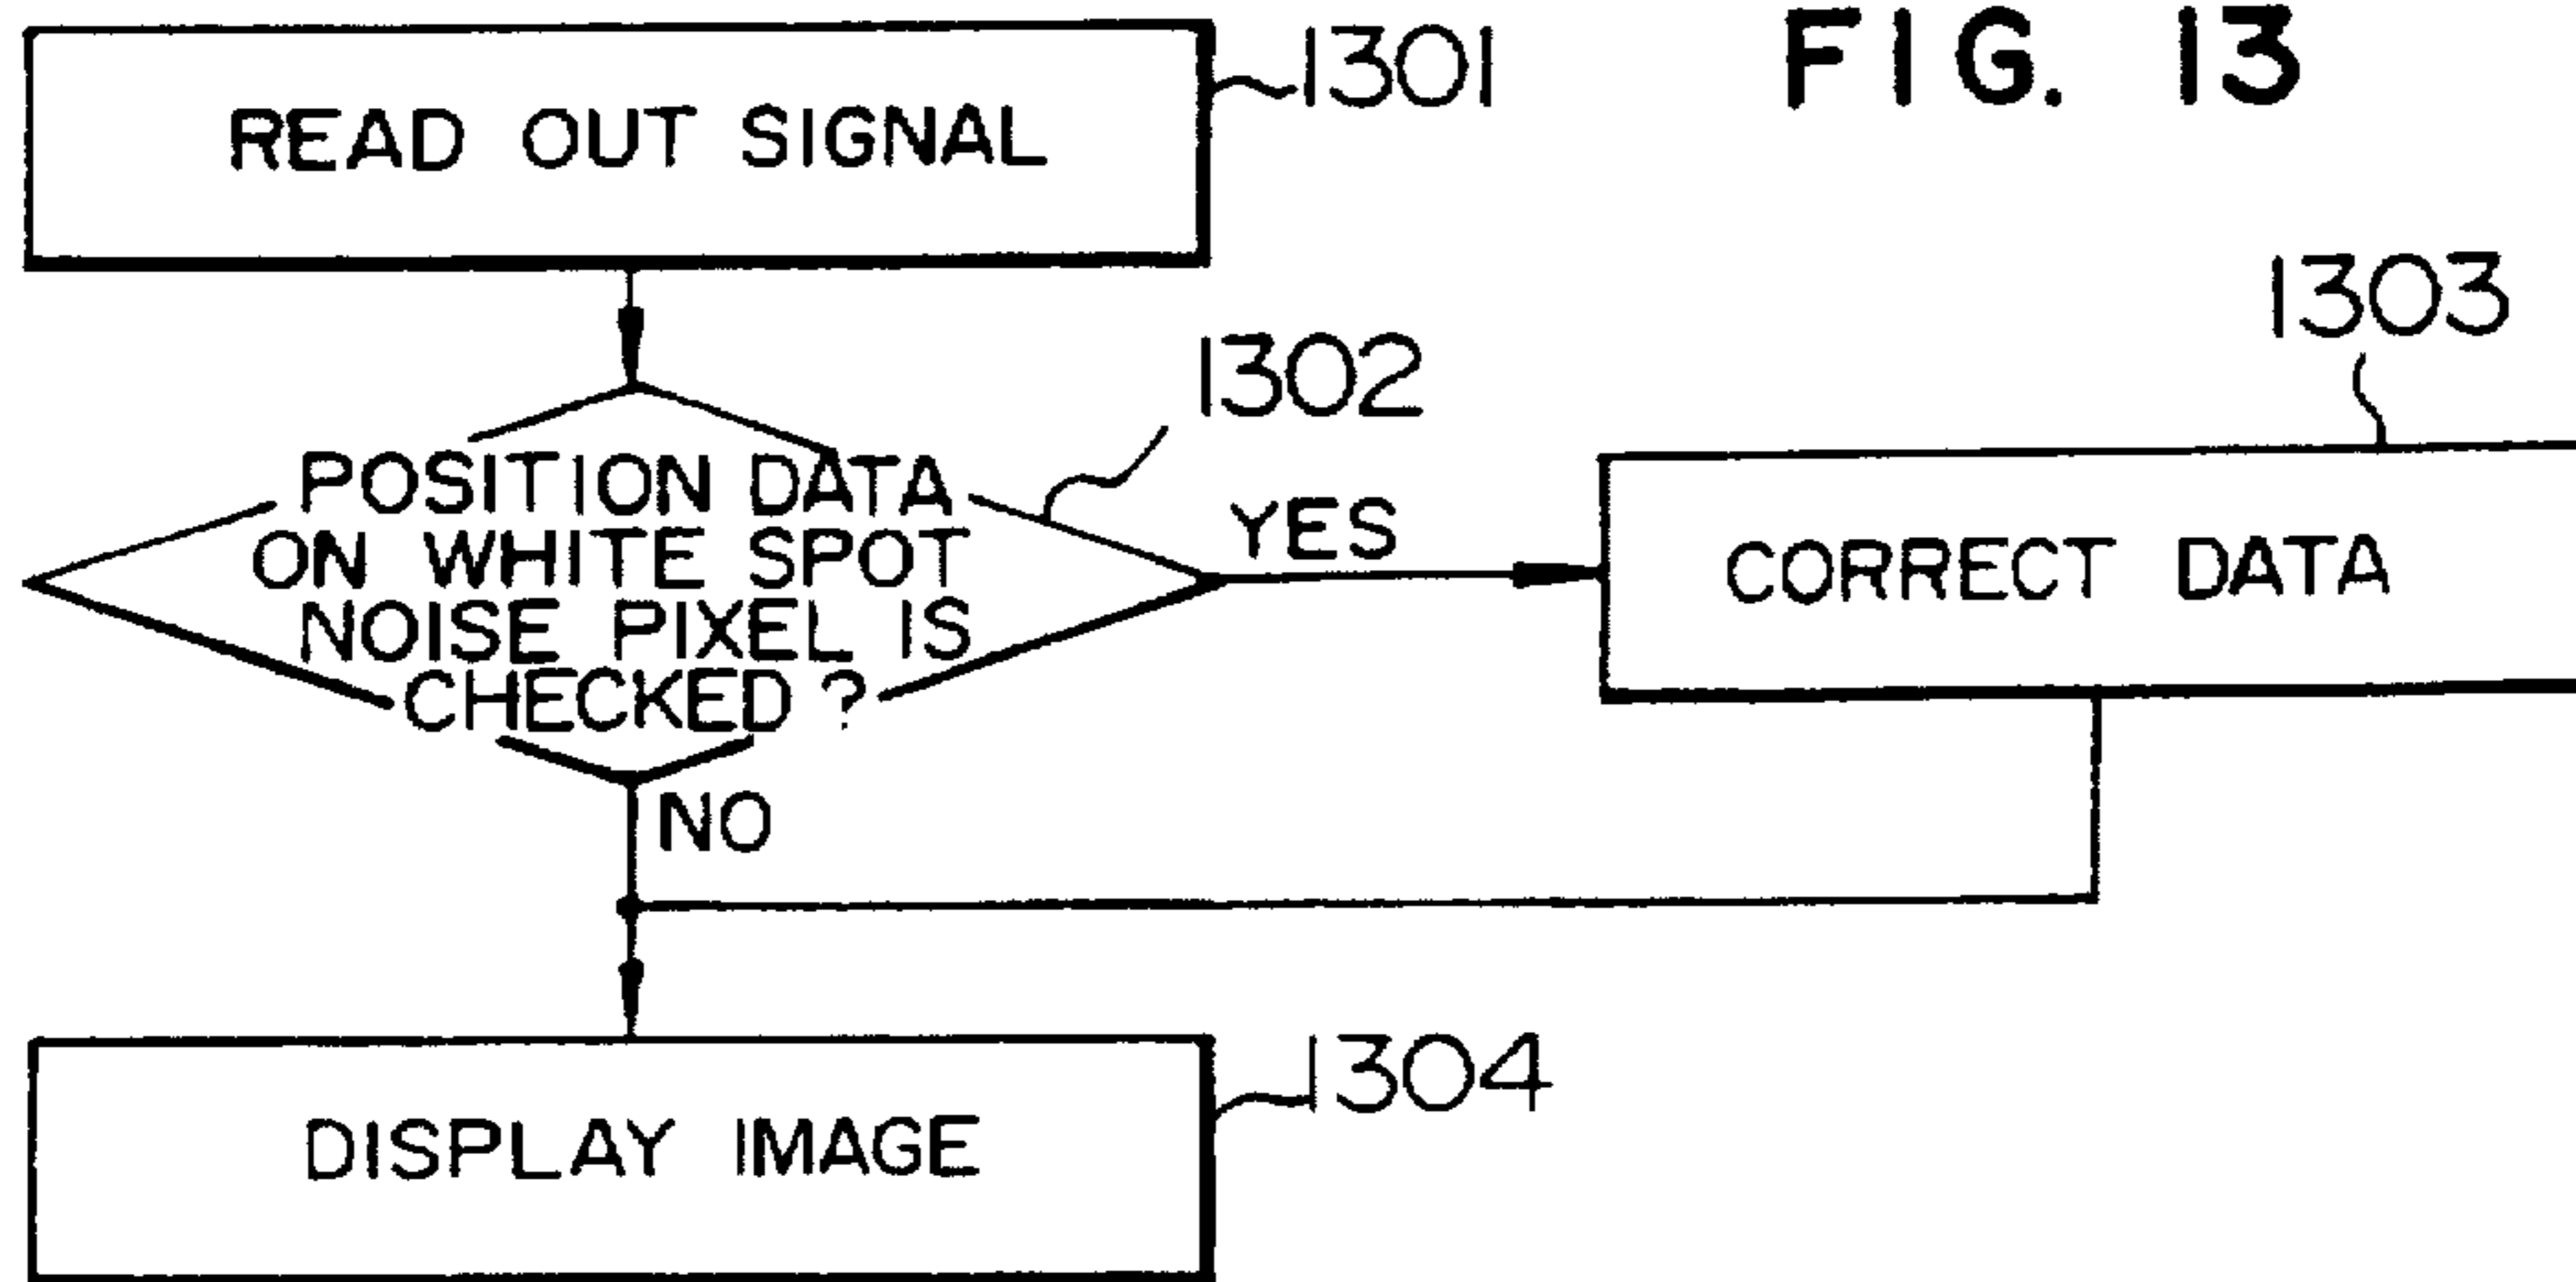 FIG. 13
1301
READ OUT SIGNAL
1302
POSITION DATA
ON WHITE SPOT
NOISE PIXEL IS
CHECKED ?
YES
1303
CORRECT DATA
NO
1304
DISPLAY IMAGE